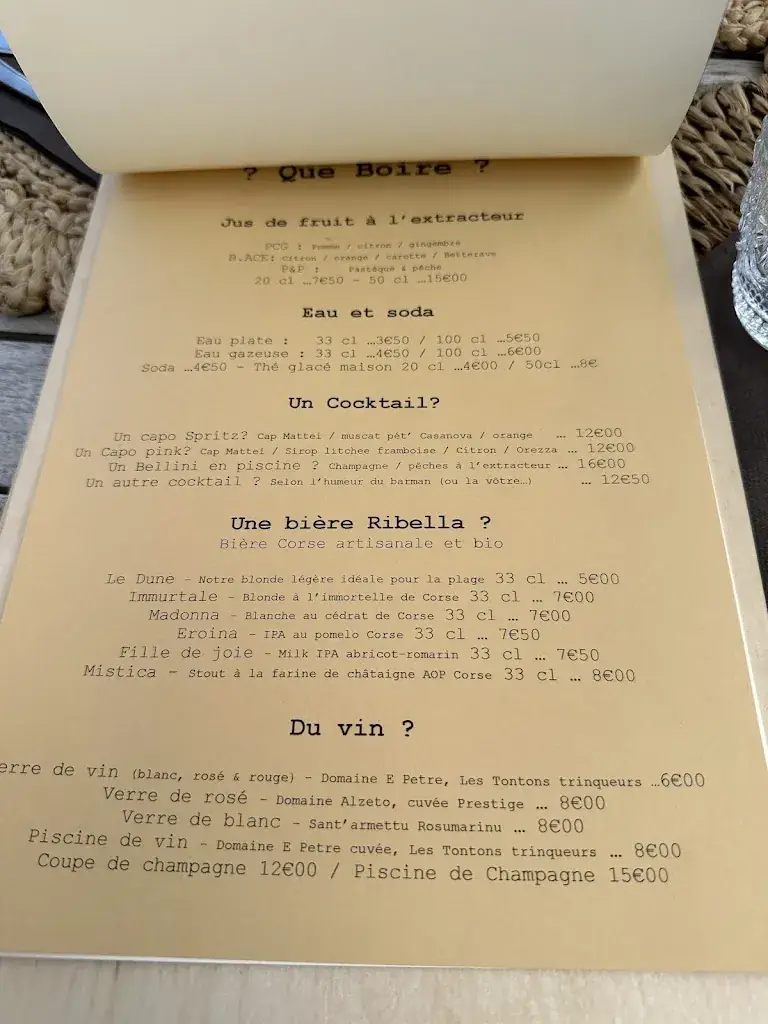 ? Que Boire ?
Jus de fruit à l'extracteur
PCG : Pomme / citron / gingembre
B.ACE: Citron / orange / carotte / Betterave
P&P : Pastèque & pêche
20 cl …7€50 - 50 cl …15€00
Eau et soda
Eau plate : 33 cl …3€50 / 100 cl …5€50
Eau gazeuse : 33 cl …4€50 / 100 cl …6€00
Soda …4€50 - Thé glacé maison 20 cl …4€00 / 50cl …8€
Un Cocktail?
Un capo Spritz? Cap Mattei / muscat pét' Casanova / orange … 12€00
Un Capo pink? Cap Mattei / Sirop litchee framboise / Citron / Orezza … 12€00
Un Bellini en piscine ? Champagne / pêches à l'extracteur … 16€00
Un autre cocktail ? Selon l'humeur du barman (ou la vôtre…) … 12€50
Une bière Ribella ?
Bière Corse artisanale et bio
Le Dune - Notre blonde légère idéale pour la plage 33 cl … 5€00
Immurtale - Blonde à l'immortelle de Corse 33 cl … 7€00
Madonna - Blanche au cédrat de Corse 33 cl … 7€00
Eroina - IPA au pomelo Corse 33 cl … 7€50
Fille de joie - Milk IPA abricot-romarin 33 cl … 7€50
Mistica - Stout à la farine de châtaigne AOP Corse 33 cl … 8€00
Du vin ?
erre de vin (blanc, rosé & rouge) - Domaine E Petre, Les Tontons trinqueurs …6€00
Verre de rosé - Domaine Alzeto, cuvée Prestige … 8€00
Verre de blanc - Sant'armettu Rosumarinu … 8€00
Piscine de vin - Domaine E Petre cuvée, Les Tontons trinqueurs … 8€00
Coupe de champagne 12€00 / Piscine de Champagne 15€00